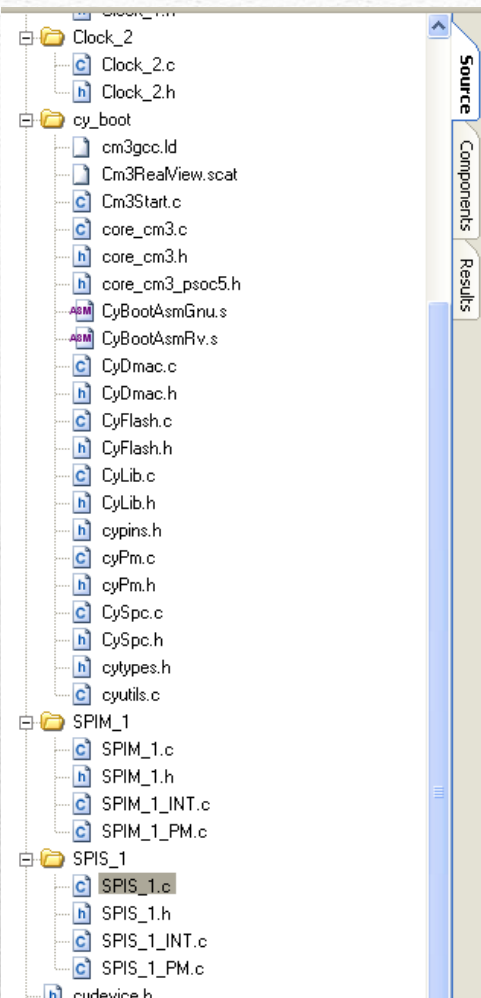 Clock_1.h
Clock_2
Clock_2.c
Clock_2.h
cy_boot
cm3gcc.ld
Cm3RealView.scat
Cm3Start.c
core_cm3.c
core_cm3.h
core_cm3_psoc5.h
CyBootAsmGnu.s
CyBootAsmRv.s
CyDmac.c
CyDmac.h
CyFlash.c
CyFlash.h
CyLib.c
CyLib.h
cypins.h
cyPm.c
cyPm.h
CySpc.c
CySpc.h
cytypes.h
cyutils.c
SPIM_1
SPIM_1.c
SPIM_1.h
SPIM_1_INT.c
SPIM_1_PM.c
SPIS_1
SPIS_1.c
SPIS_1.h
SPIS_1_INT.c
SPIS_1_PM.c
cydevice.h
Source
Components
Results